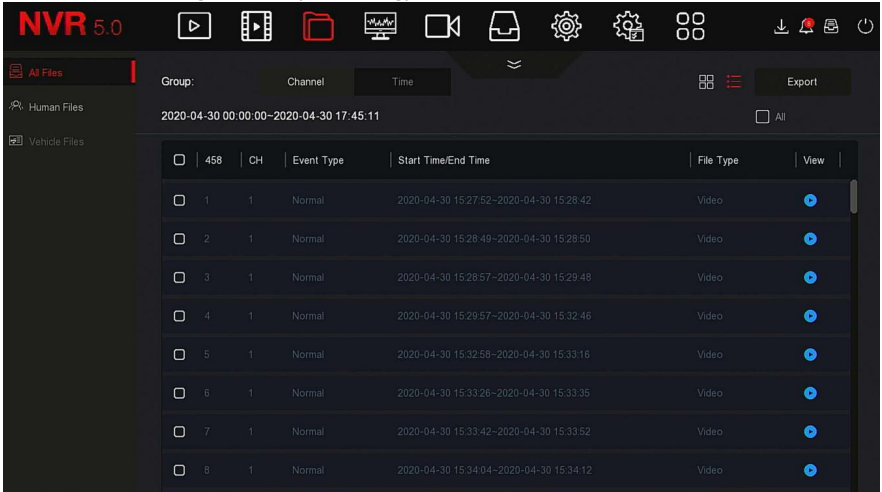 NVR 5.0
All Files
Human Files
Vehicle Files
Group:
Channel
Time
Export
2020-04-30 00:00:00~2020-04-30 17:45:11
All
458 CH Event Type Start Time/End Time File Type View
1 1 Normal 2020-04-30 15:27:52~2020-04-30 15:28:42 Video
2 1 Normal 2020-04-30 15:28:49~2020-04-30 15:28:50 Video
3 1 Normal 2020-04-30 15:28:57~2020-04-30 15:29:48 Video
4 1 Normal 2020-04-30 15:29:57~2020-04-30 15:32:46 Video
5 1 Normal 2020-04-30 15:32:58~2020-04-30 15:33:16 Video
6 1 Normal 2020-04-30 15:33:26~2020-04-30 15:33:35 Video
7 1 Normal 2020-04-30 15:33:42~2020-04-30 15:33:52 Video
8 1 Normal 2020-04-30 15:34:04~2020-04-30 15:34:12 Video